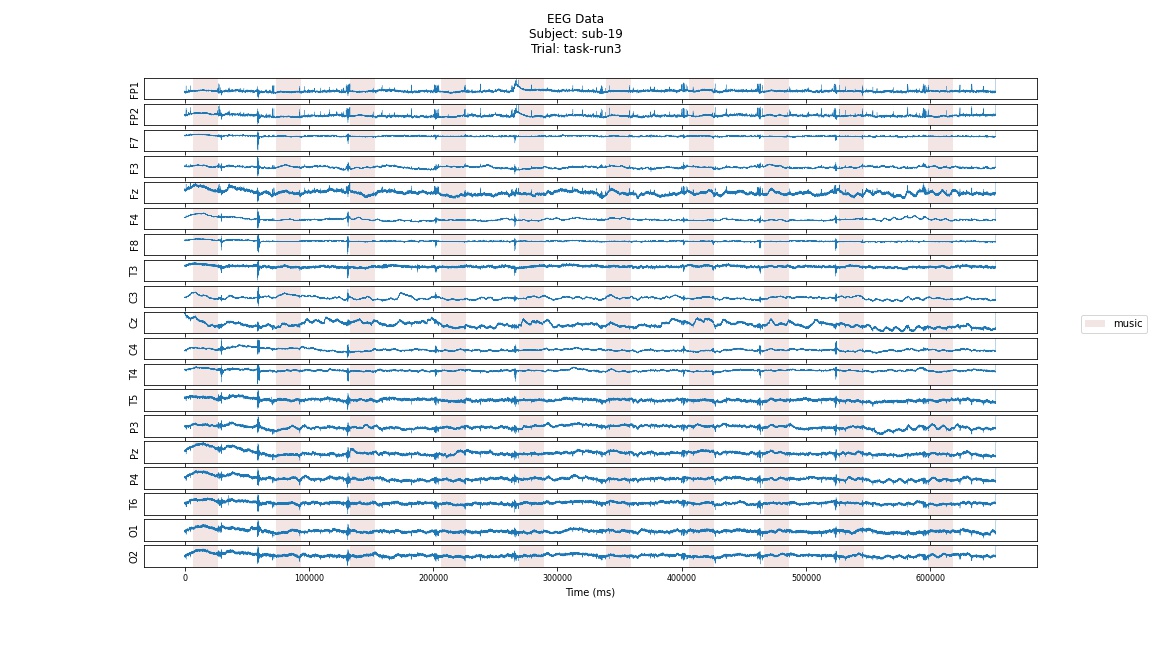 EEG Data
Subject: sub-19
Trial: task-run3
FP1
FP2
F7
F3
Fz
F4
F8
T3
C3
Cz
C4
T4
T5
P3
Pz
P4
T6
O1
O2
music
0 100000 200000 300000 400000 500000 600000
Time (ms)